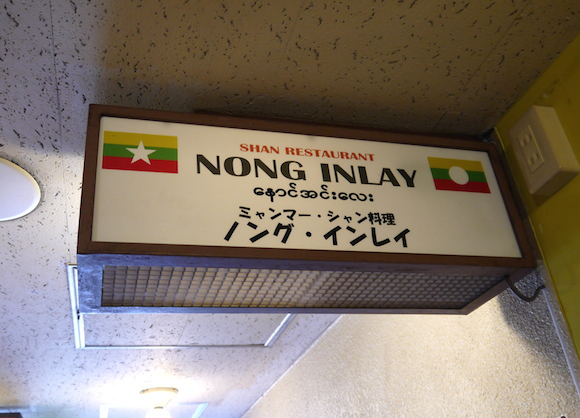 SHAN RESTAURANT
NONG INLAY
နောင်အင်းလေး
ミャンマー・シャン料理
ノング・インレイ